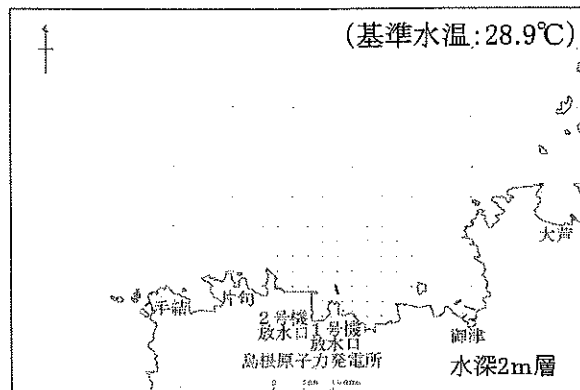 (基準水温:28.9℃)
大芦
手結
片句
御津
2号機
放水口
1号機
放水口
島根原子力発電所
水深2m層